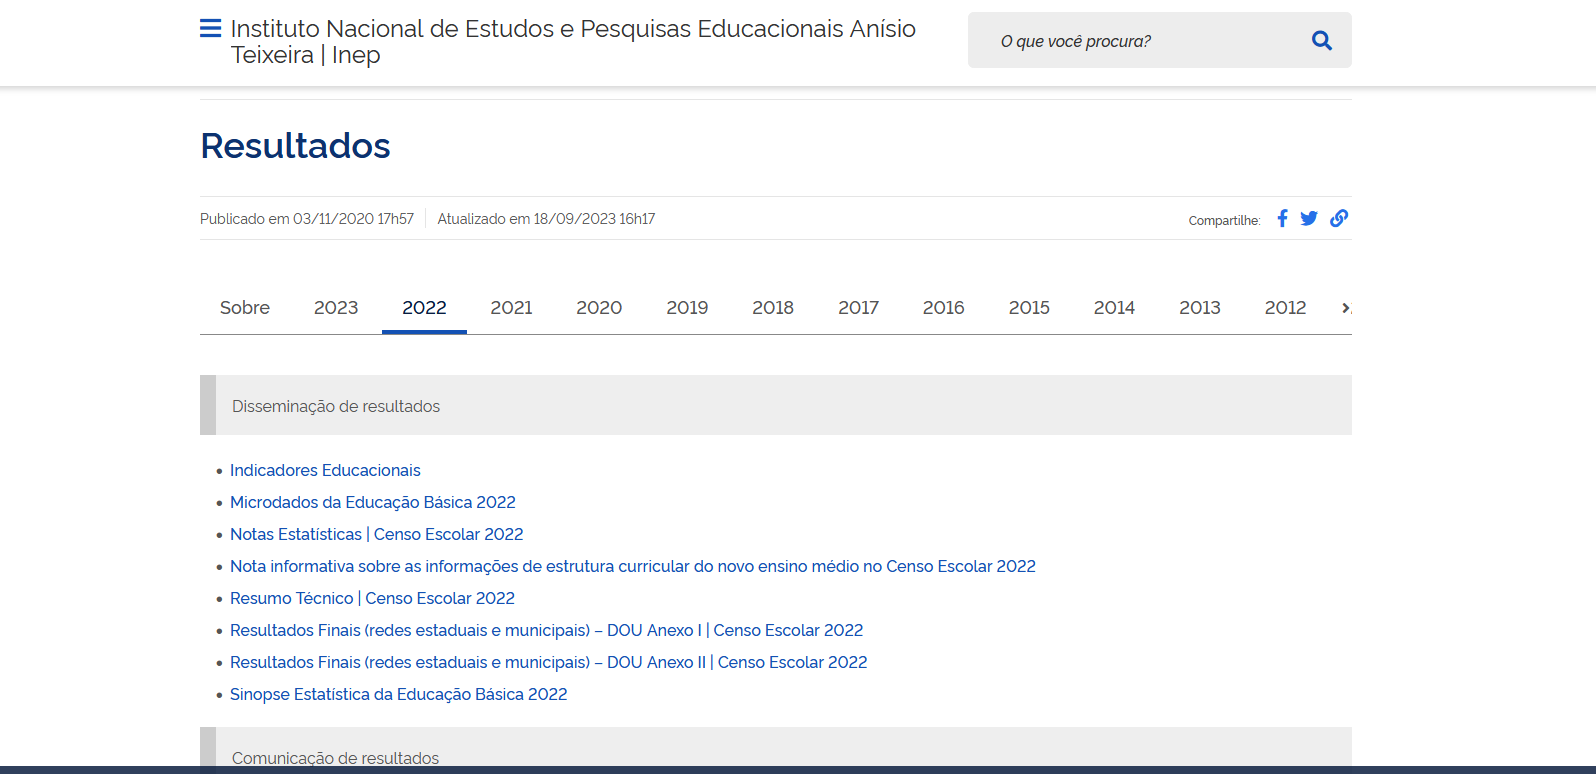 Instituto Nacional de Estudos e Pesquisas Educacionais Anísio
Teixeira | Inep
O que você procura?
Resultados
Publicado em 03/11/2020 17h57 Atualizado em 18/09/2023 16h17
Compartilhe:
Sobre 2023 2022 2021 2020 2019 2018 2017 2016 2015 2014 2013 2012
Disseminação de resultados
Indicadores Educacionais
Microdados da Educação Básica 2022
Notas Estatísticas | Censo Escolar 2022
Nota informativa sobre as informações de estrutura curricular do novo ensino médio no Censo Escolar 2022
Resumo Técnico | Censo Escolar 2022
Resultados Finais (redes estaduais e municipais) – DOU Anexo I | Censo Escolar 2022
Resultados Finais (redes estaduais e municipais) – DOU Anexo II | Censo Escolar 2022
Sinopse Estatística da Educação Básica 2022
Comunicação de resultados